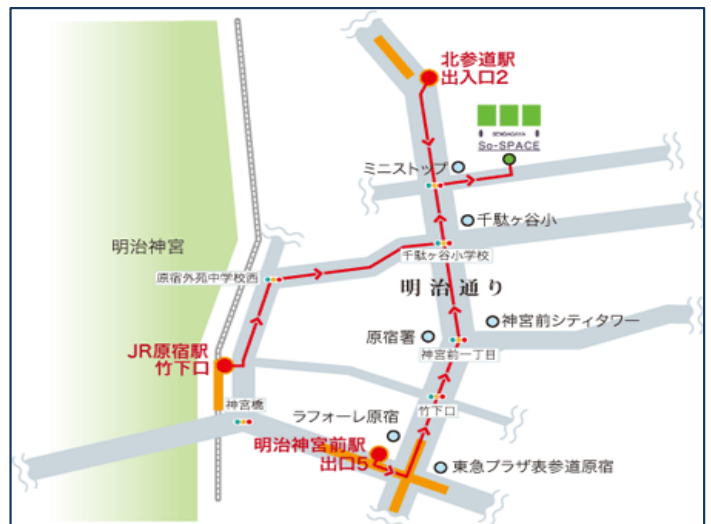 北参道駅
出入口2
SENDAGAYA
So-SPACE
ミニストップ
千駄ヶ谷小
明治神宮
千駄ヶ谷小学校
原宿外苑中学校西
明治通り
神宮前シティタワー
原宿署
神宮前一丁目
JR原宿駅
竹下口
神宮橋
竹下口
ラフォーレ原宿
明治神宮前駅
出口5
東急プラザ表参道原宿